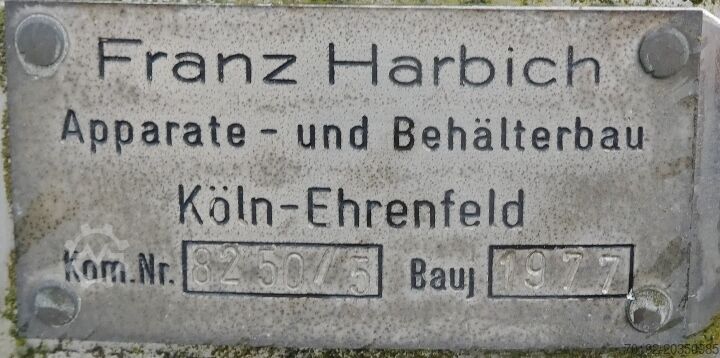 Franz Harbich
Apparate - und Behälterbau
Köln-Ehrenfeld
Kom.Nr. 8250/5 Bauj 1977